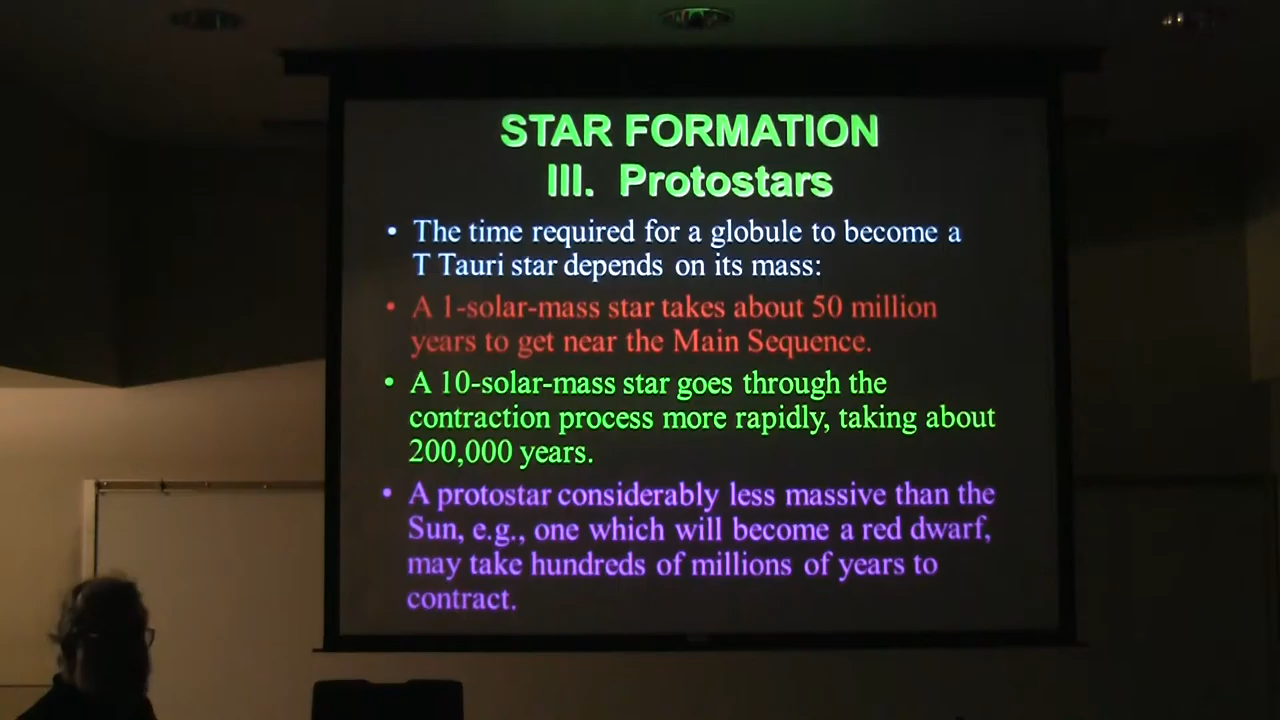 STAR FORMATION
III. Protostars
• The time required for a globule to become a
T Tauri star depends on its mass:
• A 1-solar-mass star takes about 50 million
years to get near the Main Sequence.
• A 10-solar-mass star goes through the
contraction process more rapidly, taking about
200,000 years.
• A protostar considerably less massive than the
Sun, e.g., one which will become a red dwarf,
may take hundreds of millions of years to
contract.